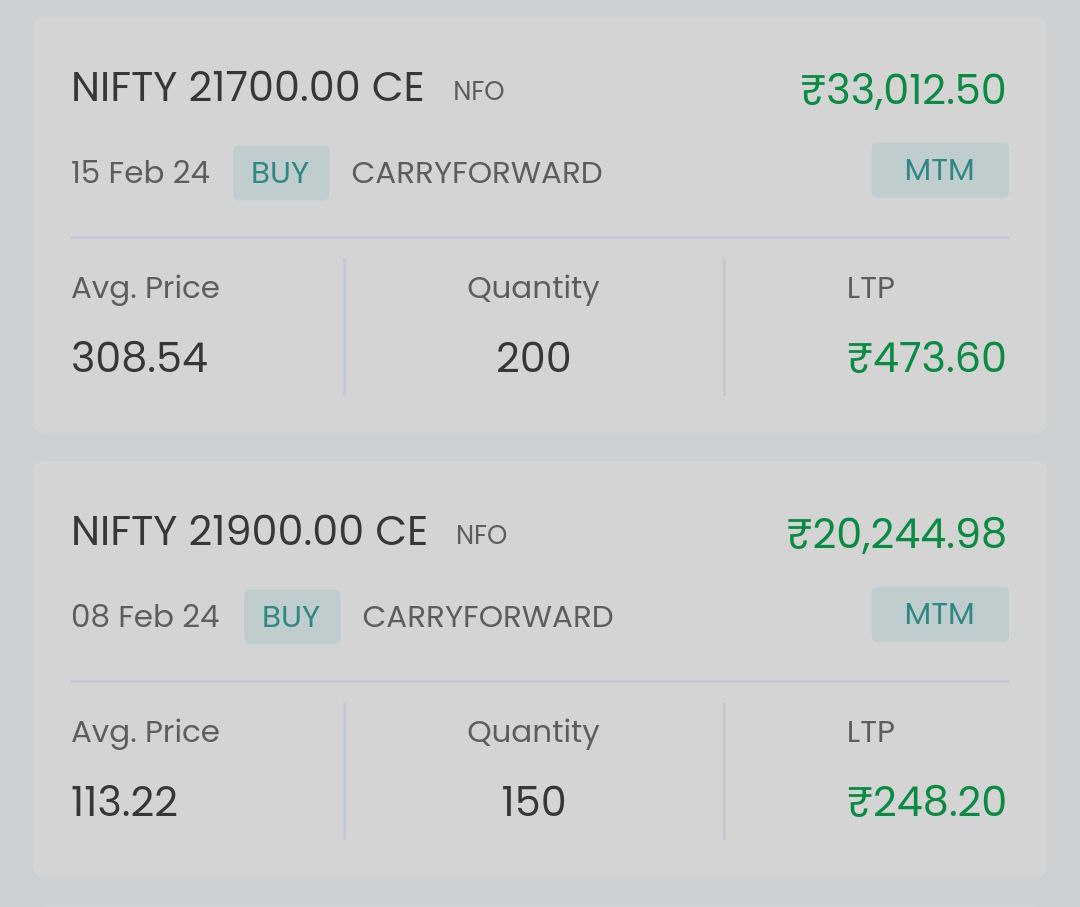 NIFTY 21700.00 CE NFO ₹33,012.50
15 Feb 24 BUY CARRYFORWARD MTM
Avg. Price Quantity LTP
308.54 200 ₹473.60
NIFTY 21900.00 CE NFO ₹20,244.98
08 Feb 24 BUY CARRYFORWARD MTM
Avg. Price Quantity LTP
113.22 150 ₹248.20